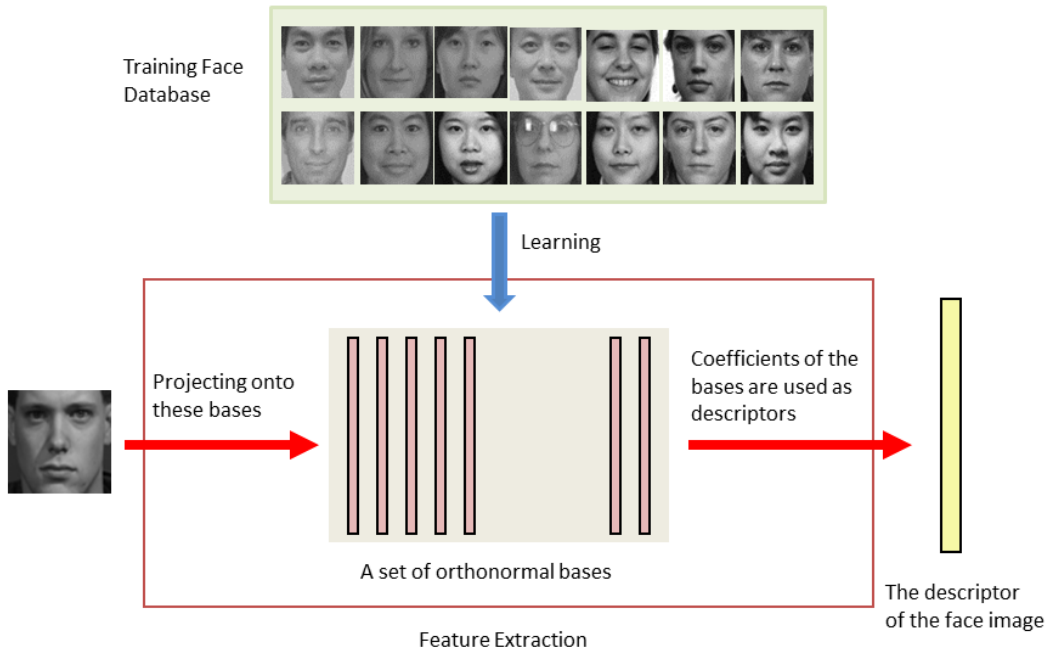 Training Face
Database
Learning
Projecting onto
these bases
Coefficients of the
bases are used as
descriptors
A set of orthonormal bases
The descriptor
of the face image
Feature Extraction